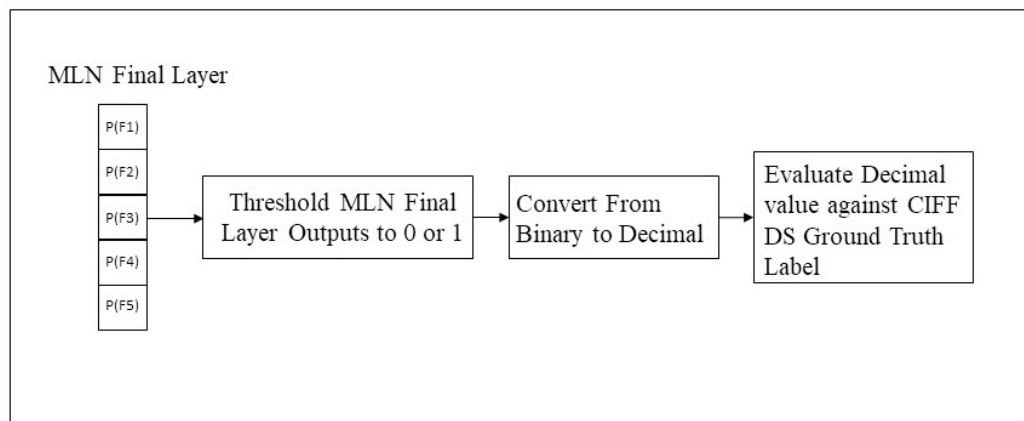 MLN Final Layer
P(F1)
P(F2)
P(F3)
P(F4)
P(F5)
Threshold MLN Final
Layer Outputs to 0 or 1
Convert From
Binary to Decimal
Evaluate Decimal
value against CIFF
DS Ground Truth
Label